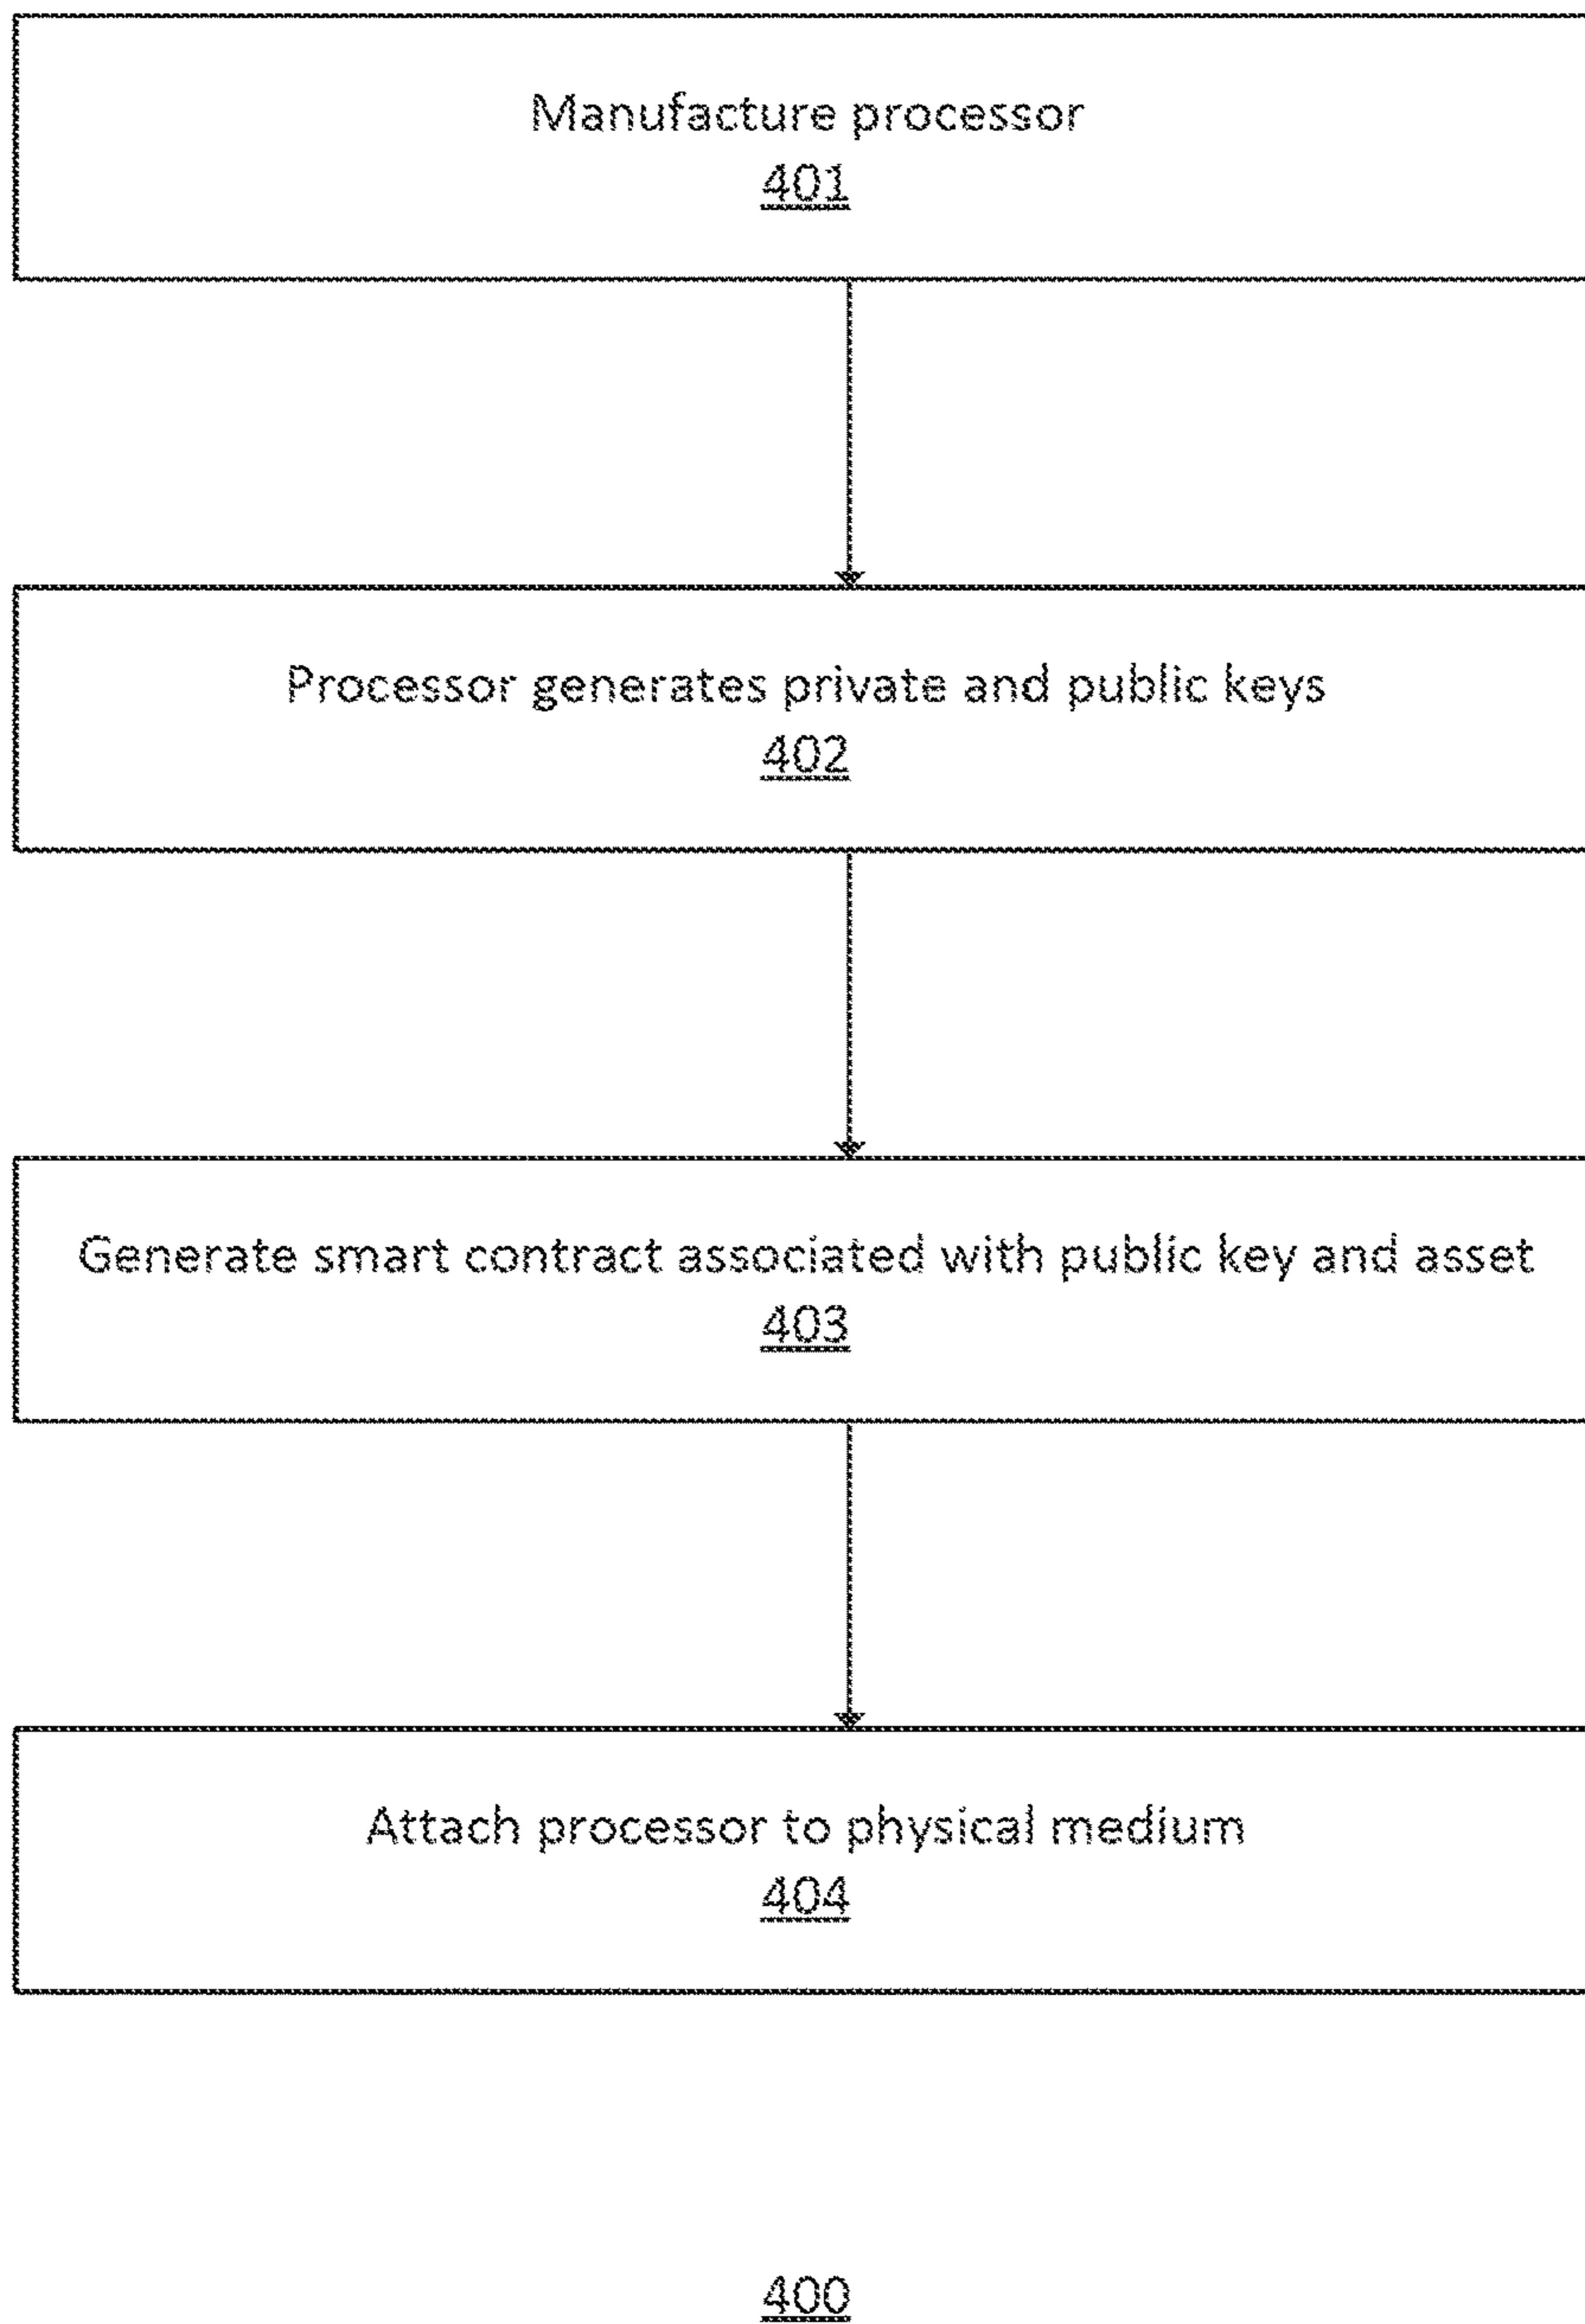 Manufacture processor
401
Processor generates private and public keys
402
Generate smart contract associated with public key and asset
403
Attach processor to physical medium
404
400